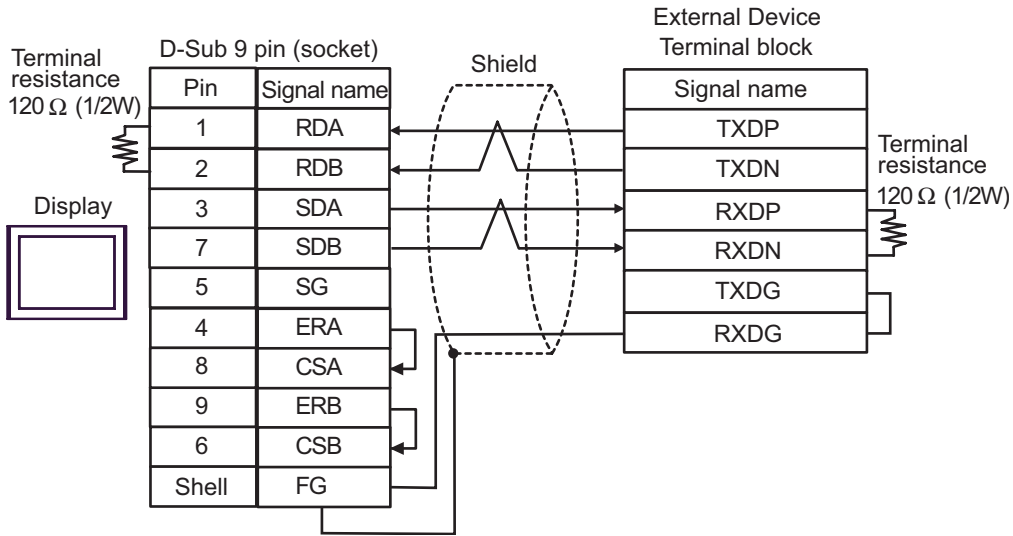 External Device
Terminal block
D-Sub 9 pin (socket)
Shield
Terminal
resistance
120 Ω (1/2W)
Pin Signal name
1 RDA
2 RDB
3 SDA
7 SDB
5 SG
4 ERA
8 CSA
9 ERB
6 CSB
Shell FG
Display
Signal name
TXDP
TXDN
RXDP
RXDN
TXDG
RXDG
Terminal
resistance
120 Ω (1/2W)